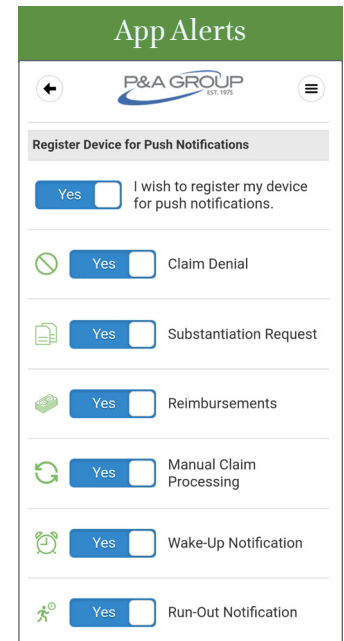 App Alerts
P&A GROUP
EST. 1975
Register Device for Push Notifications
Yes
I wish to register my device
for push notifications.
Yes
Claim Denial
Yes
Substantiation Request
Yes
Reimbursements
Yes
Manual Claim
Processing
Yes
Wake-Up Notification
Yes
Run-Out Notification